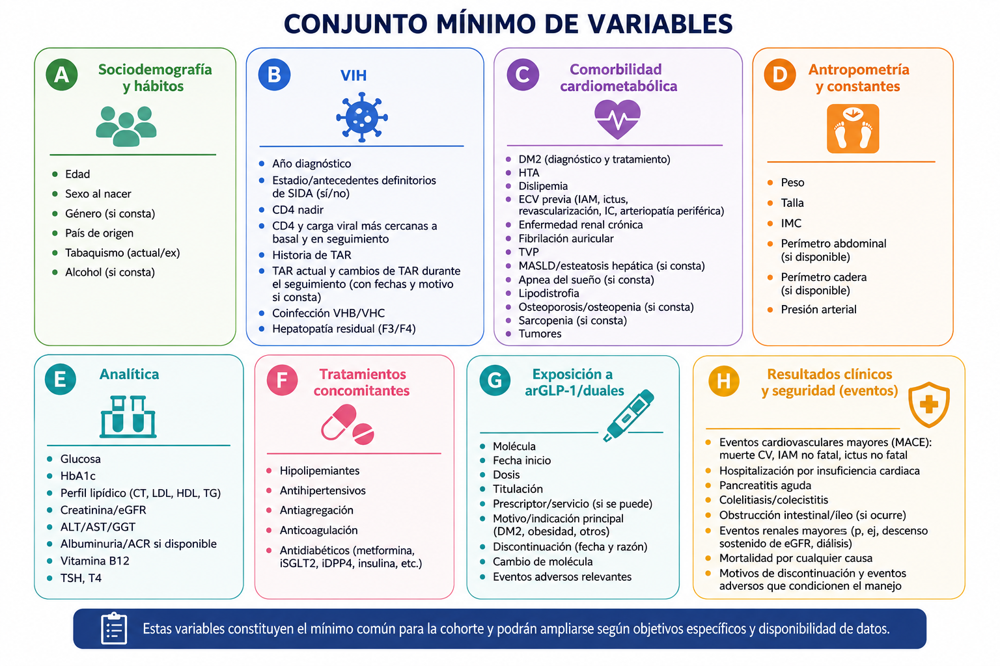 CONJUNTO MÍNIMO DE VARIABLES
A
Sociodemografía
y hábitos
• Edad
• Sexo al nacer
• Género (si consta)
• País de origen
• Tabaquismo (actual/ex)
• Alcohol (si consta)
B
VIH
• Año diagnóstico
• Estadio/antecedentes definitorios
de SIDA (sí/no)
• CD4 nadir
• CD4 y carga viral más cercanas a
basal y en seguimiento
• Historia de TAR
• TAR actual y cambios de TAR durante
el seguimiento (con fechas y motivo
si consta)
• Coinfección VHB/VHC
• Hepatopatía residual (F3/F4)
C
Comorbilidad
cardiometabólica
• DM2 (diagnóstico y tratamiento)
• HTA
• Dislipemia
• ECV previa (IAM, ictus,
revascularización, IC, arteriopatía periférica)
• Enfermedad renal crónica
• Fibrilación auricular
• TVP
• MASLD/esteatosis hepática (si consta)
• Apnea del sueño (si consta)
• Lipodistrofia
• Osteoporosis/osteopenia (si consta)
• Sarcopenia (si consta)
• Tumores
D
Antropometría
y constantes
• Peso
• Talla
• IMC
• Perímetro abdominal
(si disponible)
• Perímetro cadera
(si disponible)
• Presión arterial
E
Analítica
• Glucosa
• HbA1c
• Perfil lipídico (CT, LDL, HDL, TG)
• Creatinina/eGFR
• ALT/AST/GGT
• Albuminuria/ACR si disponible
• Vitamina B12
• TSH, T4
F
Tratamientos
concomitantes
• Hipolipemiantes
• Antihipertensivos
• Antiagregación
• Anticoagulación
• Antidiabéticos (metformina,
iSGLT2, iDPP4, insulina, etc.)
G
Exposición a
arGLP-1/duales
• Molécula
• Fecha inicio
• Dosis
• Titulación
• Prescriptor/servicio (si se puede)
• Motivo/indicación principal
(DM2, obesidad, otros)
• Discontinuación (fecha y razón)
• Cambio de molécula
• Eventos adversos relevantes
H
Resultados clínicos
y seguridad (eventos)
• Eventos cardiovasculares mayores (MACE):
muerte CV, IAM no fatal, ictus no fatal
• Hospitalización por insuficiencia cardiaca
• Pancreatitis aguda
• Colelitiasis/colecistitis
• Obstrucción intestinal/íleo (si ocurre)
• Eventos renales mayores (p, ej, descenso
sostenido de eGFR, diálisis)
• Mortalidad por cualquier causa
• Motivos de discontinuación y eventos
adversos que condicionen el manejo
Estas variables constituyen el mínimo común para la cohorte y podrán ampliarse según objetivos específicos y disponibilidad de datos.